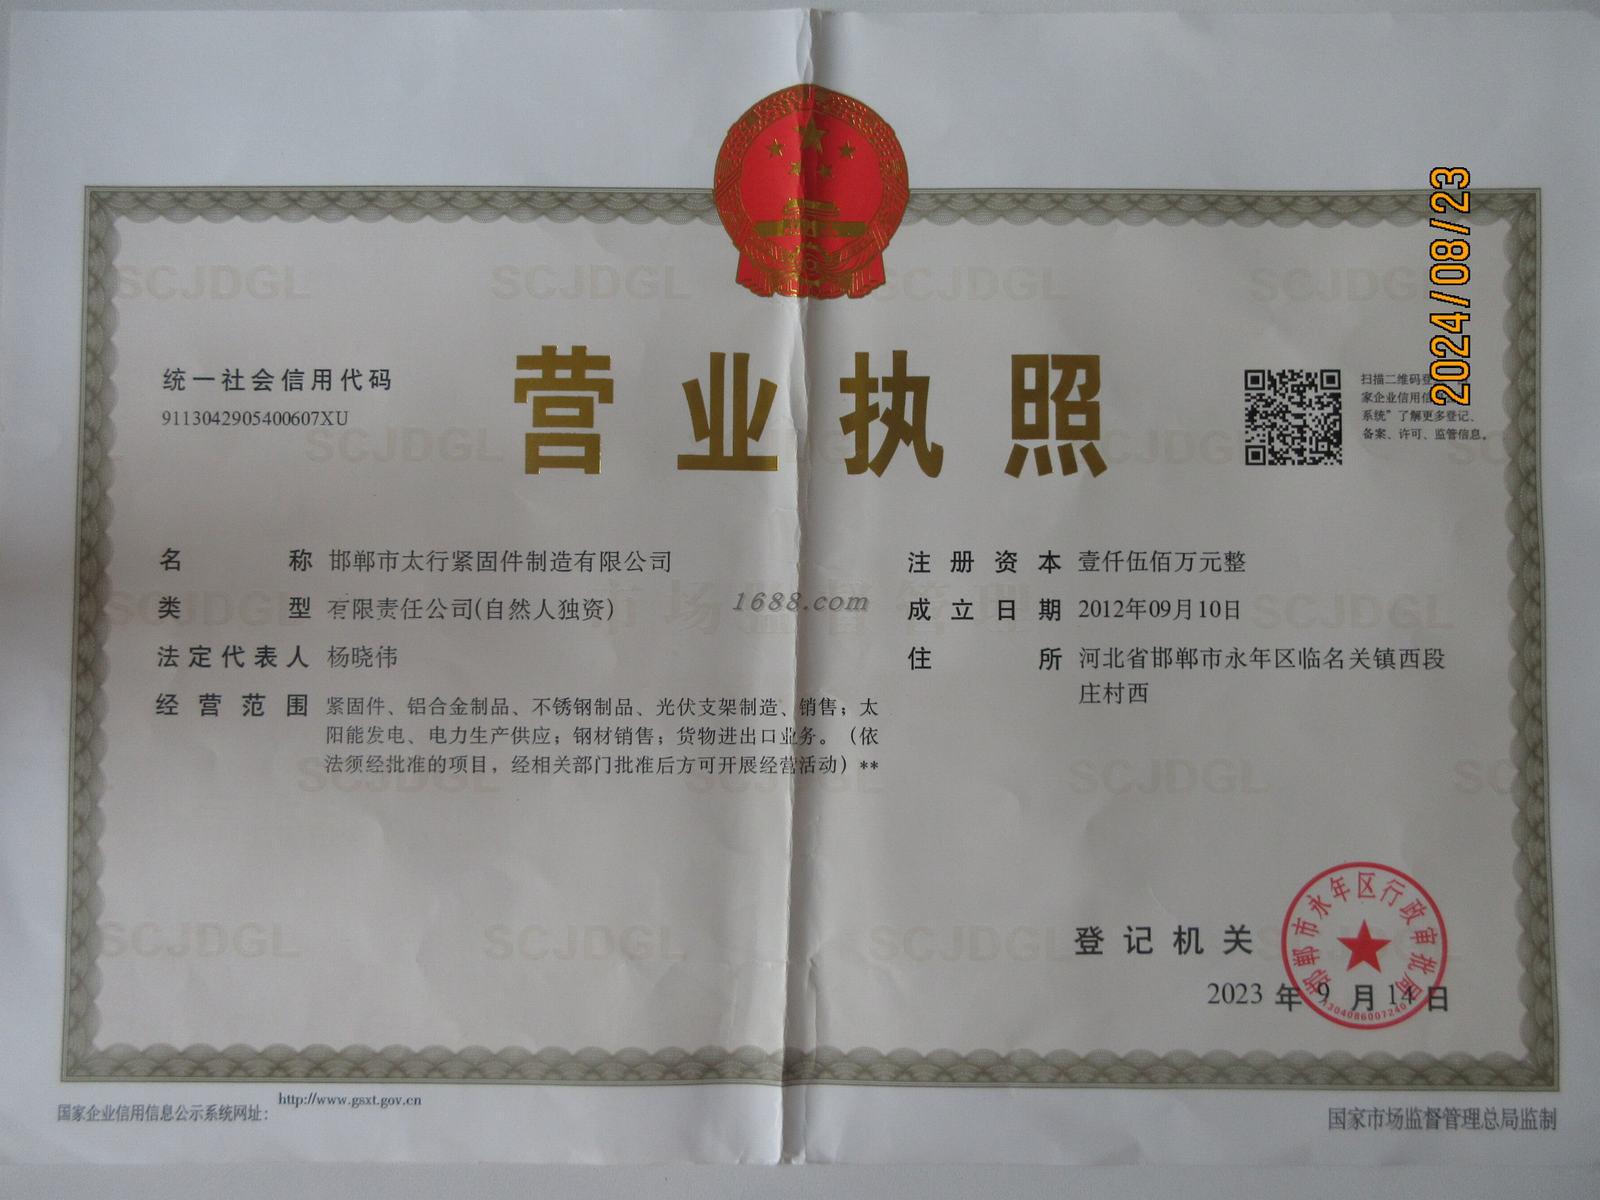 2024/08/23
营业执照
统一社会信用代码
9113042905400607XU
扫描二维码登
家企业信用信
系统”了解更多登记、
备案、许可、监管信息。
名称 邯郸市太行紧固件制造有限公司
类型 有限责任公司(自然人独资)
法定代表人 杨晓伟
经营范围 紧固件、铝合金制品、不锈钢制品、光伏支架制造、销售；太
阳能发电、电力生产供应；钢材销售；货物进出口业务。（依
法须经批准的项目，经相关部门批准后方可开展经营活动）**
1688.com
注册资本 壹仟伍佰万元整
成立日期 2012年09月10日
住所 河北省邯郸市永年区临名关镇西段
庄村西
登记机关
邯郸市永年区行政审批局
2023年9月14日
国家企业信用信息公示系统网址：
http://www.gsxt.gov.cn
国家市场监督管理总局监制
SCJDGL
市场监督管理